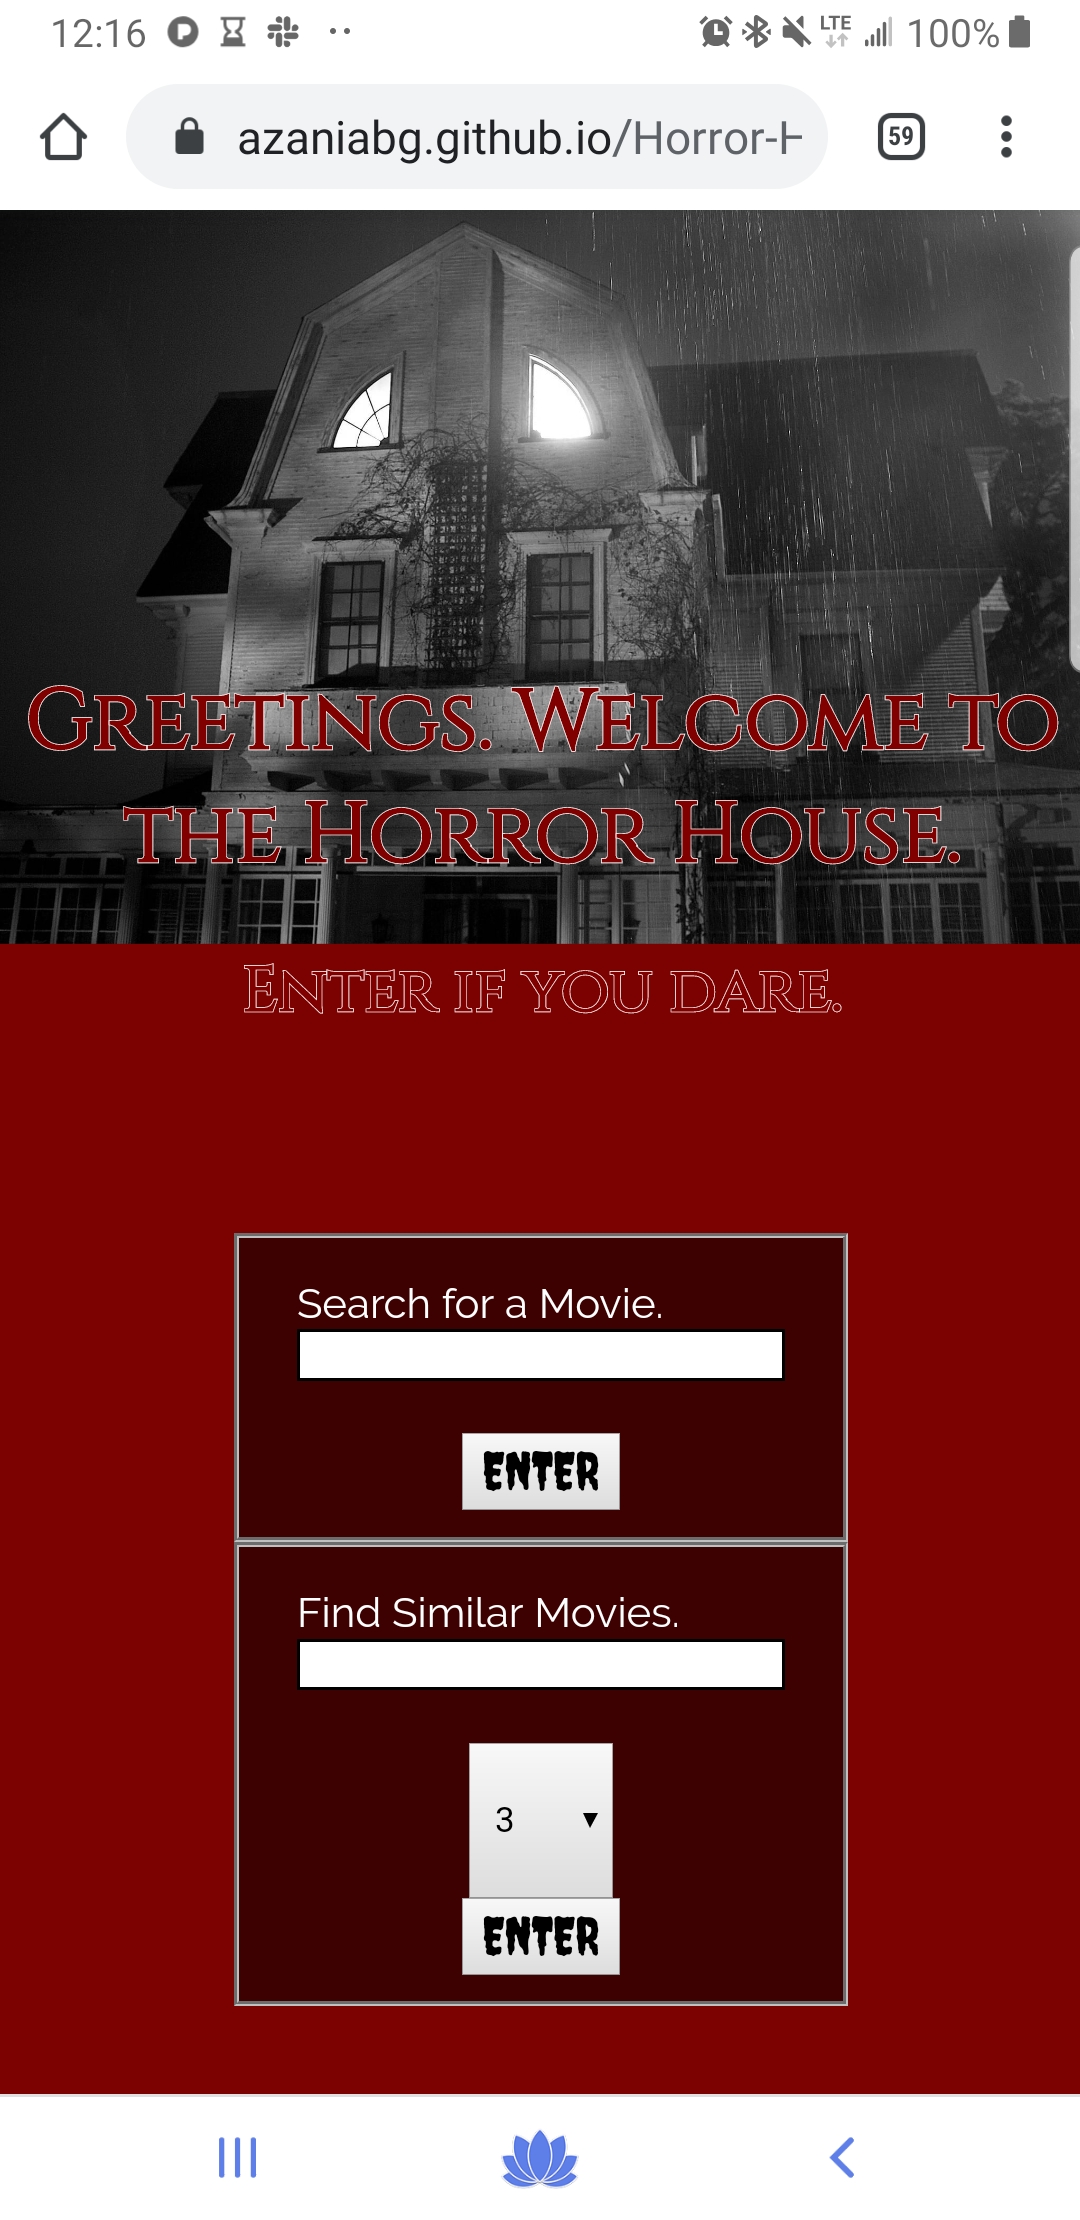 12:16
LTE
100%
azaniabg.github.io/Horror-H
59
Greetings. Welcome to
the Horror House.
Enter if you dare.
Search for a Movie.
ENTER
Find Similar Movies.
3
ENTER